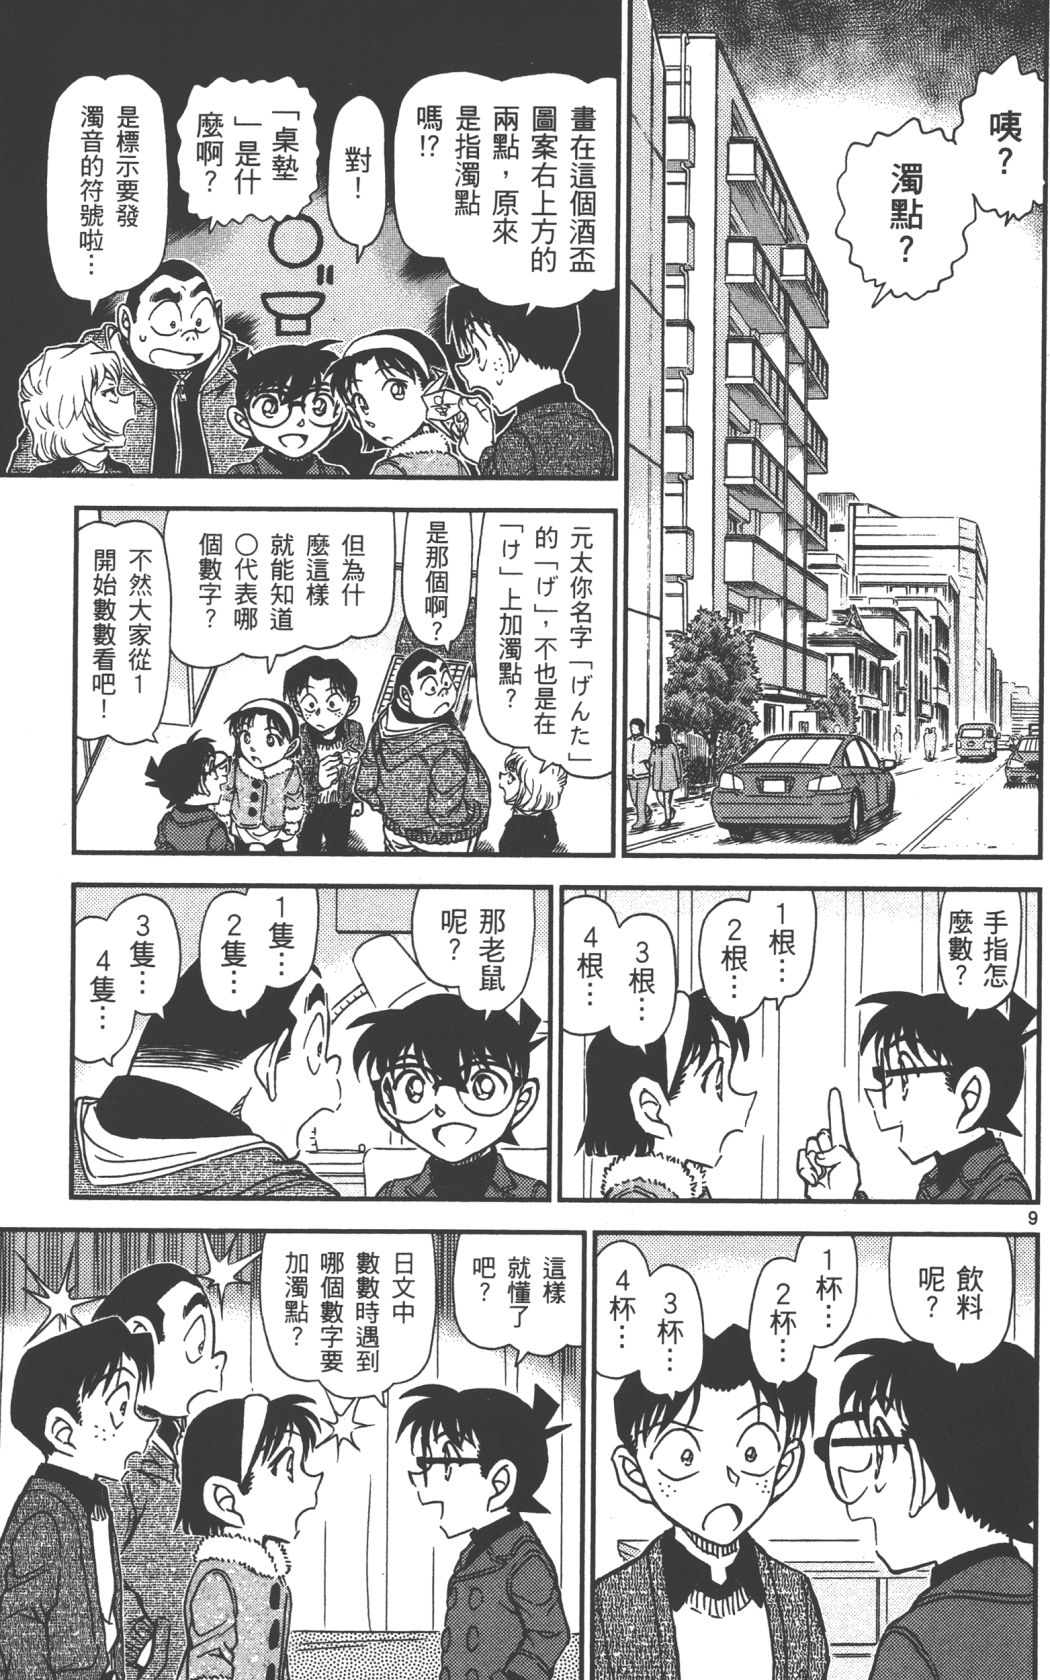 咦？
濁點？
畫在這個酒盃
圖案右上方的
兩點，原來
是指濁點
嗎!?
對！
「桌墊
」是什
麼啊？
是標示要發
濁音的符號啦…
元太你名字「げんた」
的「げ」，不也是在
「け」上加濁點？
是那個啊？
但為什
麼這樣
就能知道
〇代表哪
個數字？
不然大家從1
開始數數看吧！
手指怎
麼數？
1根…
2根…
3根…
4根…
那老鼠
呢？
1隻…
2隻…
3隻…
4隻…
9
飲料
呢？
1杯…
2杯…
3杯…
4杯…
這樣
就懂了
吧？
日文中
數數時遇到
哪個數字要
加濁點？